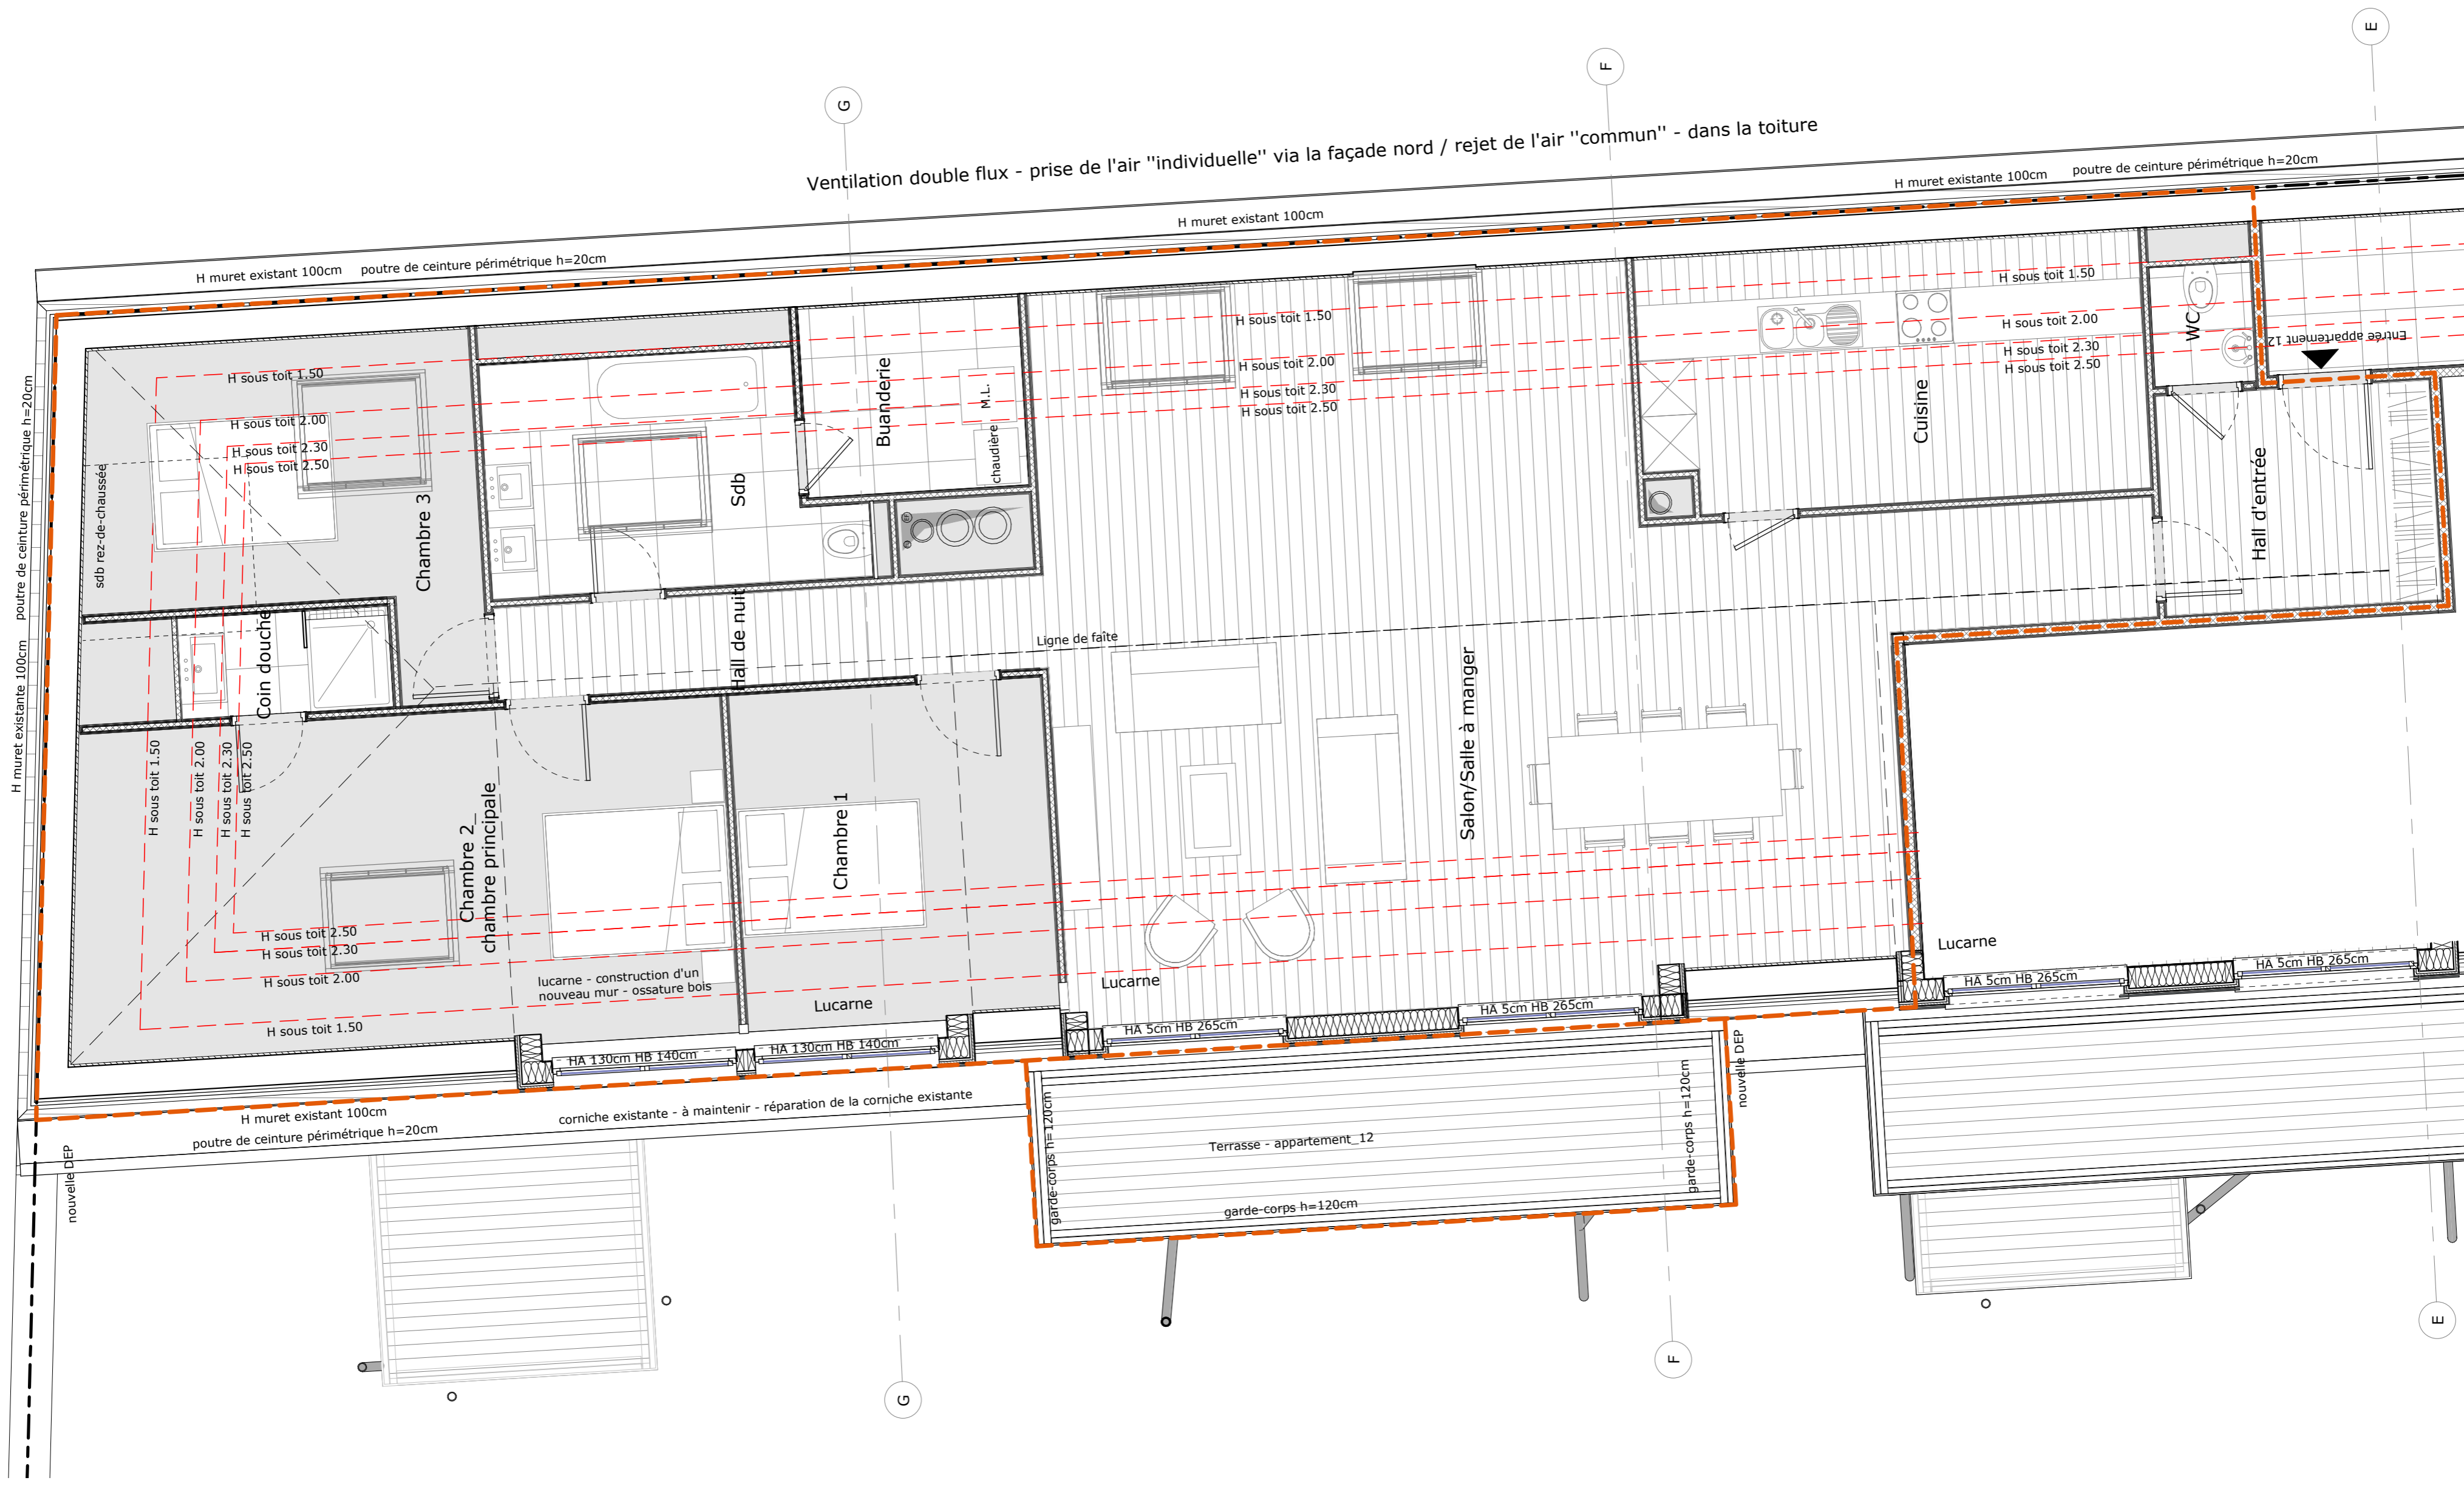 E
F
G
Ventilation double flux - prise de l'air ''individuelle'' via la façade nord / rejet de l'air ''commun'' - dans la toiture
H muret existant 100cm
poutre de ceinture périmétrique h=20cm
H muret existant 100cm
H muret existante 100cm
poutre de ceinture périmétrique h=20cm
H muret existante 100cm
poutre de ceinture périmétrique h=20cm
H sous toit 1.50
H sous toit 2.00
H sous toit 2.30
H sous toit 2.50
sdb rez-de-chaussée
Chambre 3
Sdb
Buanderie
M.L.
chaudière
H sous toit 1.50
H sous toit 2.00
H sous toit 2.30
H sous toit 2.50
H sous toit 1.50
H sous toit 2.00
H sous toit 2.30
H sous toit 2.50
Cuisine
WC
Entrée appartement 12
Hall d'entrée
Coin douche
Hall de nuit
Ligne de faîte
Salon/Salle à manger
H sous toit 1.50
H sous toit 2.00
H sous toit 2.30
H sous toit 2.50
Chambre 2_
chambre principale
Chambre 1
H sous toit 2.50
H sous toit 2.30
H sous toit 2.00
H sous toit 1.50
lucarne - construction d'un
nouveau mur - ossature bois
Lucarne
Lucarne
Lucarne
HA 130cm HB 140cm
HA 130cm HB 140cm
HA 5cm HB 265cm
HA 5cm HB 265cm
HA 5cm HB 265cm
HA 5cm HB 265cm
H muret existant 100cm
poutre de ceinture périmétrique h=20cm
corniche existante - à maintenir - réparation de la corniche existante
nouvelle DEP
nouvelle DEP
garde-corps h=120cm
Terrasse - appartement_12
garde-corps h=120cm
garde-corps h=120cm
G
F
E